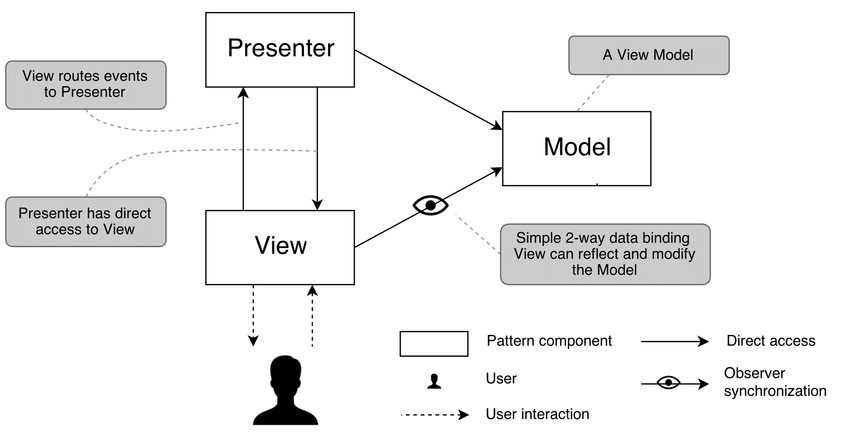 Presenter
A View Model
View routes events
to Presenter
Model
Presenter has direct
access to View
View
Simple 2-way data binding
View can reflect and modify
the Model
Pattern component
Direct access
User
Observer
synchronization
User interaction